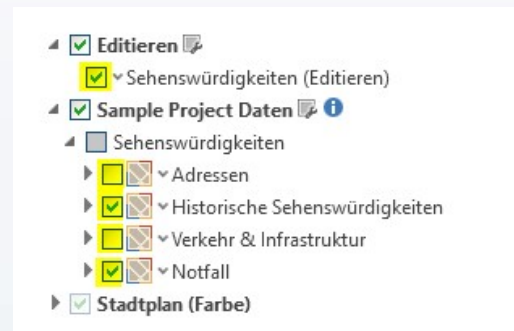 Editieren
Sehenswürdigkeiten (Editieren)
Sample Project Daten
Sehenswürdigkeiten
Adressen
Historische Sehenswürdigkeiten
Verkehr & Infrastruktur
Notfall
Stadtplan (Farbe)